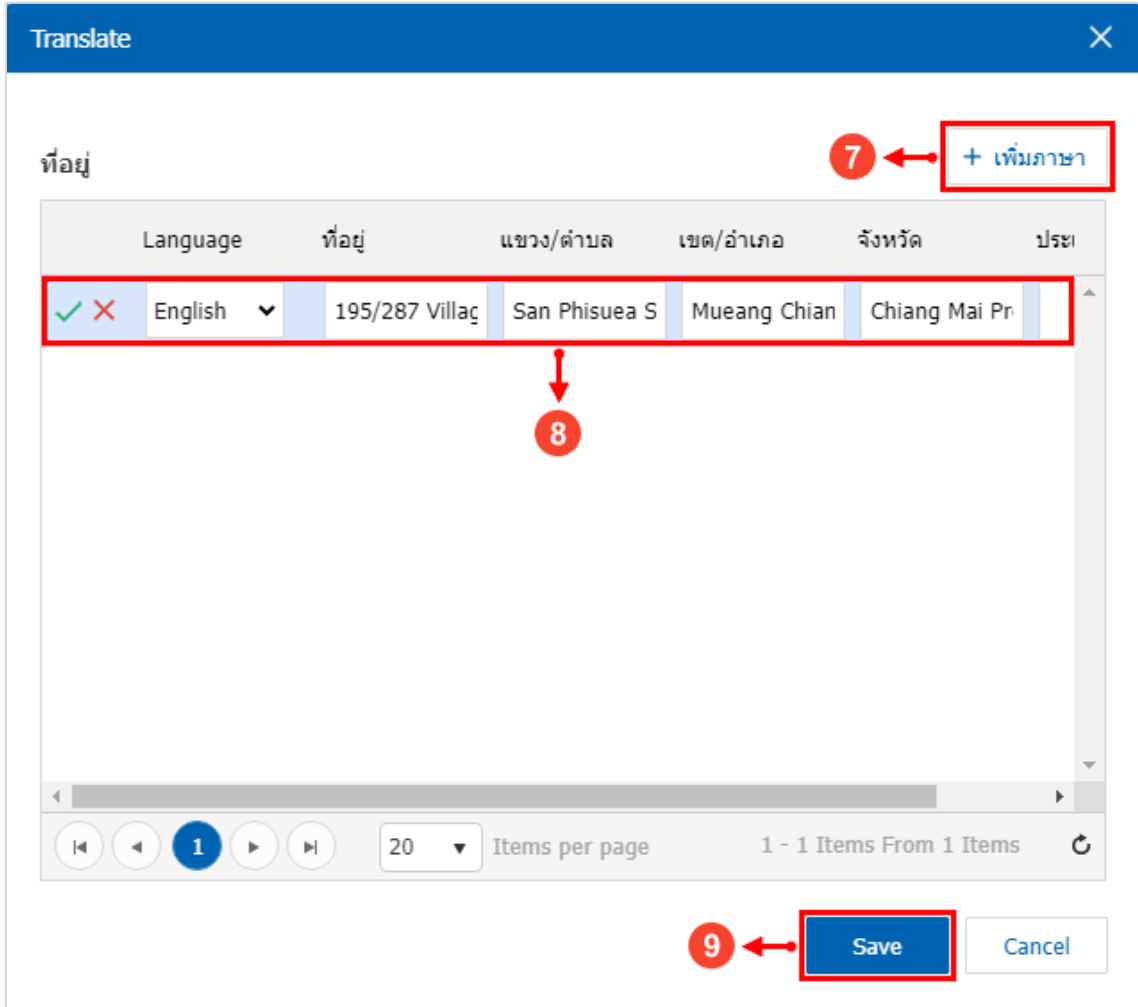 Translate
7 + เพิ่มภาษา
ที่อยู่
Language ที่อยู่ แขวง/ตำบล เขต/อำเภอ จังหวัด
English 195/287 Villag San Phisuea S Mueang Chian Chiang Mai Pr
8
1 20 Items per page 1 - 1 Items From 1 Items
9 Save Cancel